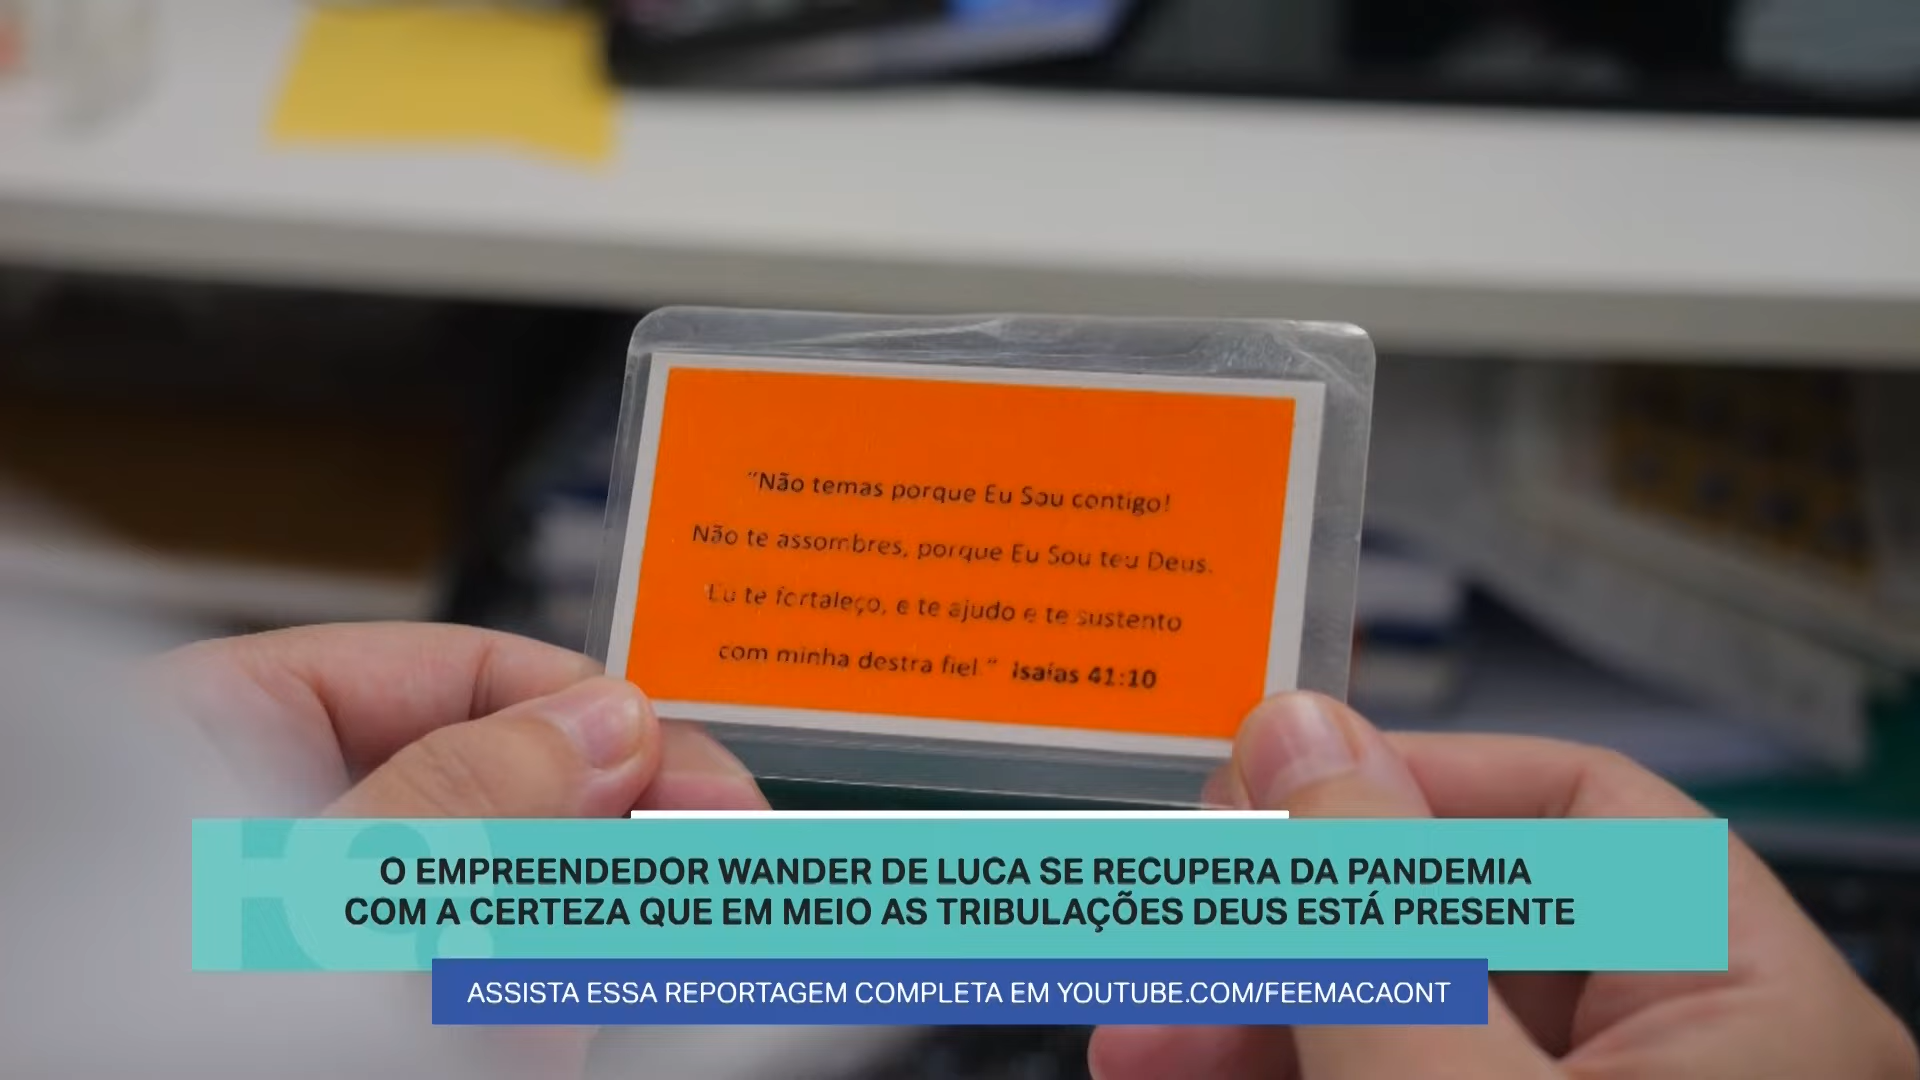 “Não temas porque Eu Sou contigo!
Não te assombres, porque Eu Sou teu Deus.
Eu te fortaleço, e te ajudo e te sustento
com minha destra fiel.” Isaías 41:10
O EMPREENDEDOR WANDER DE LUCA SE RECUPERA DA PANDEMIA
COM A CERTEZA QUE EM MEIO AS TRIBULAÇÕES DEUS ESTÁ PRESENTE
ASSISTA ESSA REPORTAGEM COMPLETA EM YOUTUBE.COM/FEEMACAONT